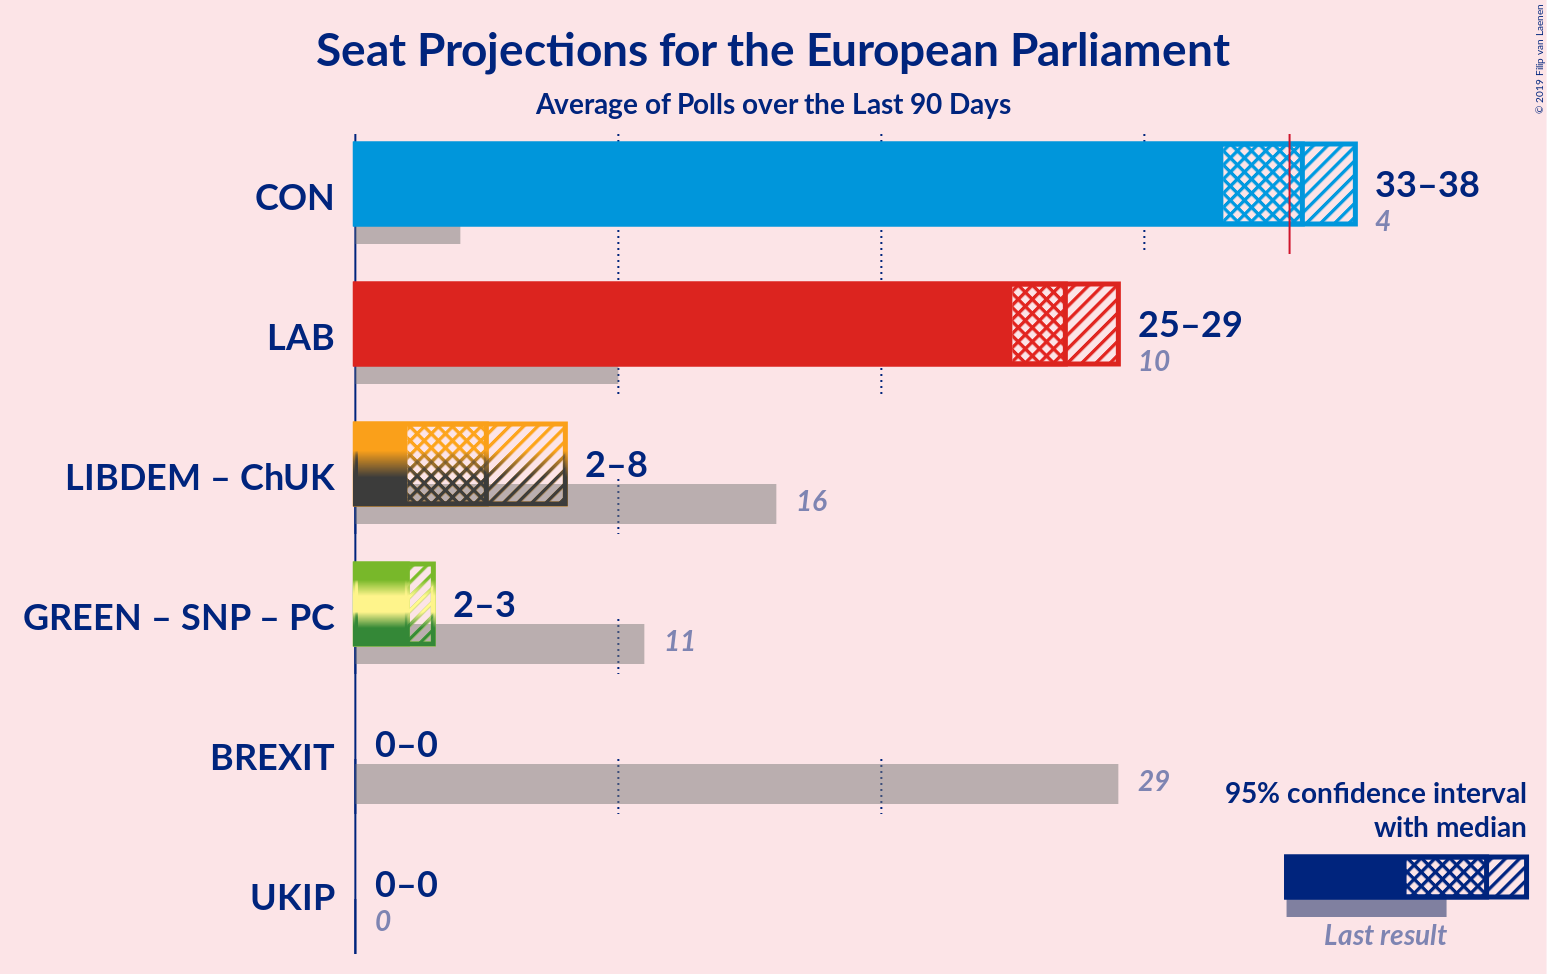 Seat Projections for the European Parliament
Average of Polls over the Last 90 Days
© 2019 Filip van Laenen
CON
33–38
4
LAB
25–29
10
LIBDEM – ChUK
2–8
16
GREEN – SNP – PC
2–3
11
BREXIT
0–0
29
UKIP
0–0
0
95% confidence interval
with median
Last result